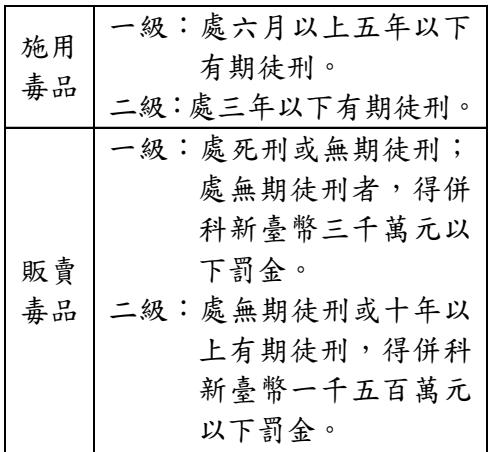 施用
毒品
一級：處六月以上五年以下
有期徒刑。
二級：處三年以下有期徒刑。
販賣
毒品
一級：處死刑或無期徒刑；
處無期徒刑者，得併
科新臺幣三千萬元以
下罰金。
二級：處無期徒刑或十年以
上有期徒刑，得併科
新臺幣一千五百萬元
以下罰金。